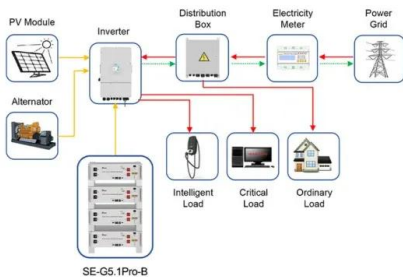 PV Module
Inverter
Distribution
Box
Electricity
Meter
Power
Grid
Alternator
Intelligent
Load
Critical
Load
Ordinary
Load
SE-G5.1Pro-B